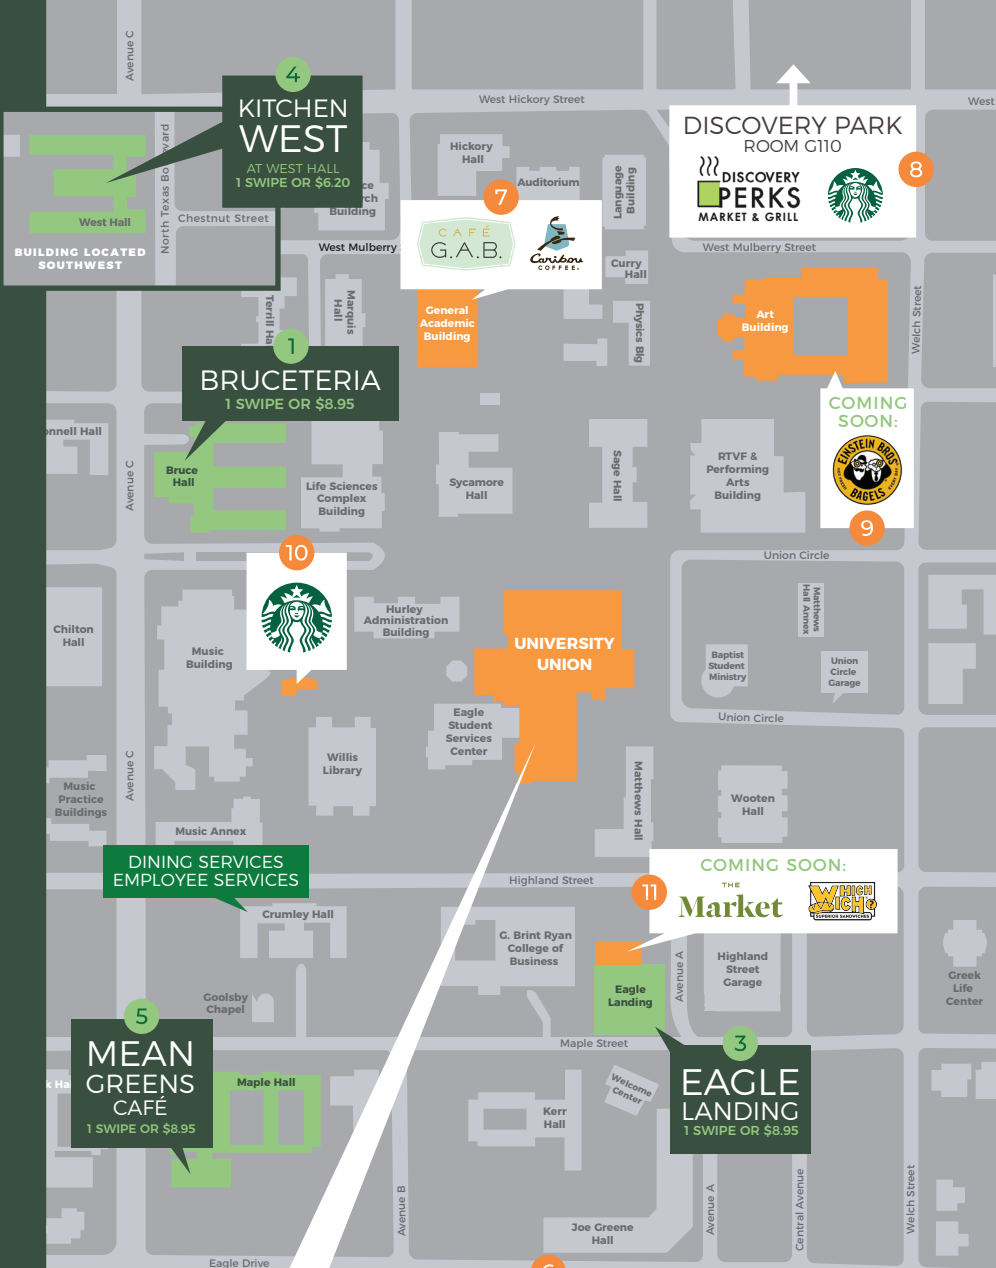 Avenue C
4
KITCHEN
WEST
AT WEST HALL
1 SWIPE OR $6.20
West Hickory Street
West
DISCOVERY PARK
ROOM G110
DISCOVERY
PERKS
MARKET & GRILL
8
Hickory
Hall
Auditorium
Language
Building
7
CAFÉ
G.A.B.
Caribou
COFFEE
Building
North Texas
West Hall
Chestnut Street
BUILDING LOCATED
SOUTHWEST
West Mulberry
West Mulberry Street
Curry
Hall
Terrill Ha
Marquis
Hall
General
Academic
Building
Physics Blg
Art
Building
Welch Street
1
BRUCETERIA
1 SWIPE OR $8.95
COMING
SOON:
EINSTEIN BROS
BAGELS
9
onnell Hall
Avenue C
Bruce
Hall
Life Sciences
Complex
Building
Sycamore
Hall
Sage Hall
RTVF &
Performing
Arts
Building
Union Circle
10
Chilton
Hall
Music
Building
Hurley
Administration
Building
UNIVERSITY
UNION
Matthews
Hall Annex
Baptist
Student
Ministry
Union
Circle
Garage
Union Circle
Eagle
Student
Services
Center
Willis
Library
Avenue C
Music
Practice
Buildings
Matthews Hall
Wooten
Hall
Music Annex
DINING SERVICES
EMPLOYEE SERVICES
Highland Street
11
COMING SOON:
THE
Market
WHICH
WICH?
SUPERIOR SANDWICHES
Crumley Hall
G. Brint Ryan
College of
Business
Eagle
Landing
Avenue A
Highland
Street
Garage
Greek
Life
Center
Goolsby
Chapel
Maple Street
5
MEAN
GREENS
CAFÉ
1 SWIPE OR $8.95
k Ha
Maple Hall
3
EAGLE
LANDING
1 SWIPE OR $8.95
Welcome
Center
Kerr
Hall
Avenue B
Avenue A
Central Avenue
Welch Street
Joe Greene
Hall
Eagle Drive
6